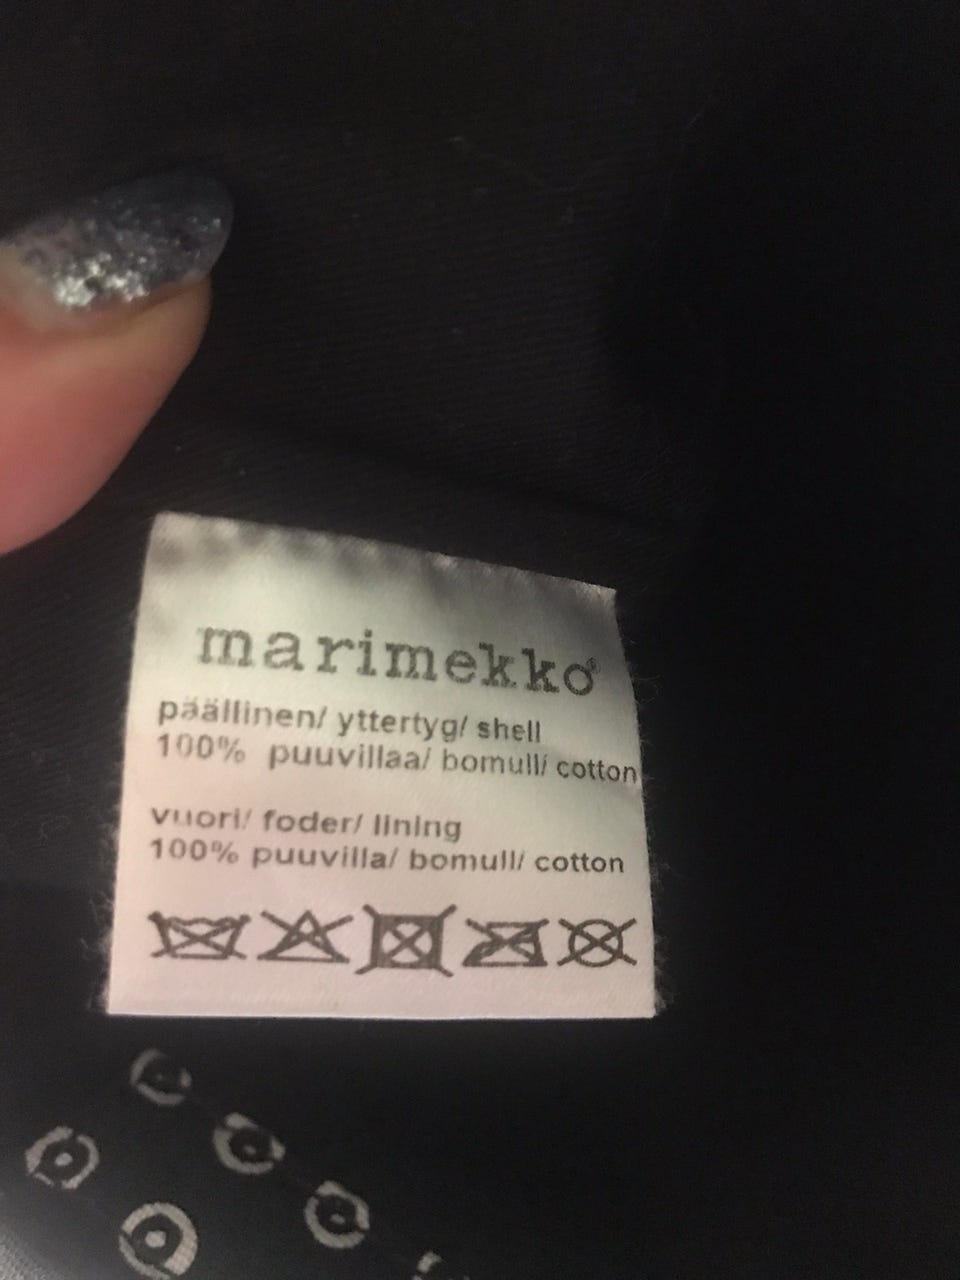 marimekko®
päällinen/ yttertyg/ shell
100% puuvillaa/ bomull/ cotton
vuori/ foder/ lining
100% puuvilla/ bomull/ cotton